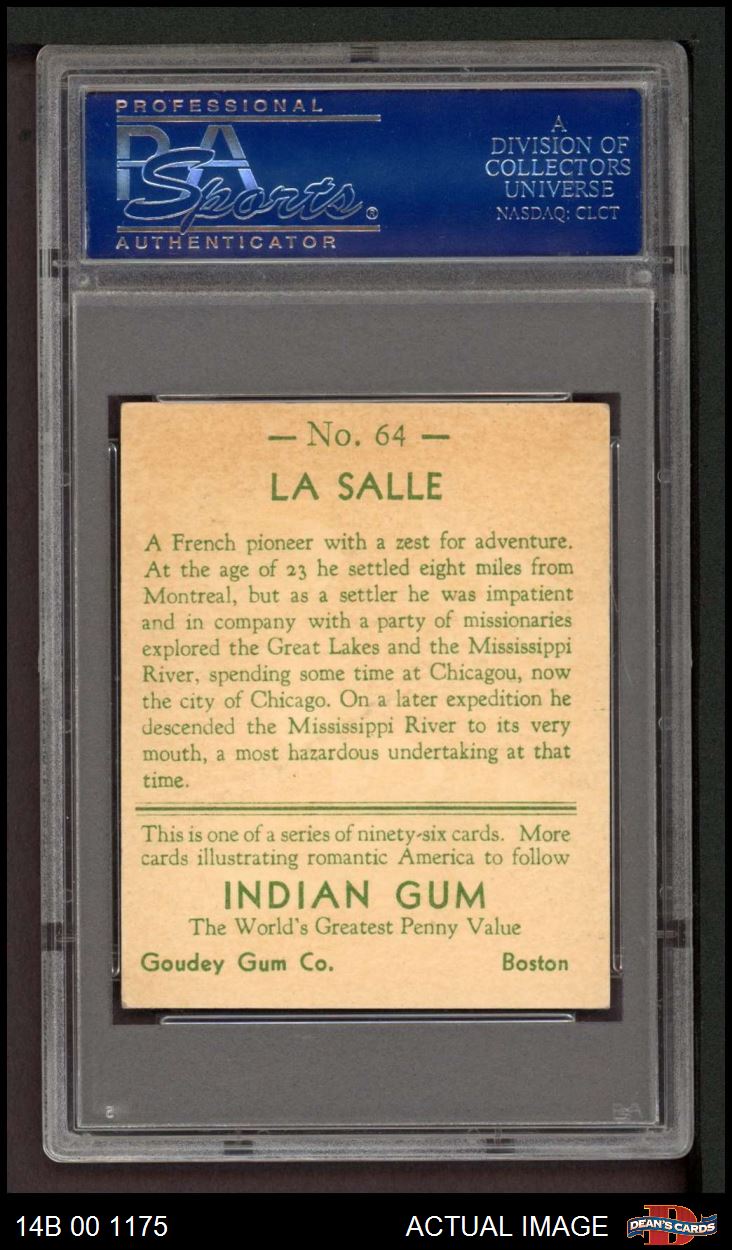 PROFESSIONAL
PSA
Sports®
AUTHENTICATOR
A
DIVISION OF
COLLECTORS
UNIVERSE
NASDAQ: CLCT
— No. 64 —
LA SALLE
A French pioneer with a zest for adventure.
At the age of 23 he settled eight miles from
Montreal, but as a settler he was impatient
and in company with a party of missionaries
explored the Great Lakes and the Mississippi
River, spending some time at Chicagou, now
the city of Chicago. On a later expedition he
descended the Mississippi River to its very
mouth, a most hazardous undertaking at that
time.
This is one of a series of ninety-six cards. More
cards illustrating romantic America to follow
INDIAN GUM
The World's Greatest Penny Value
Goudey Gum Co. Boston
14B 00 1175 ACTUAL IMAGE DEAN'S CARDS